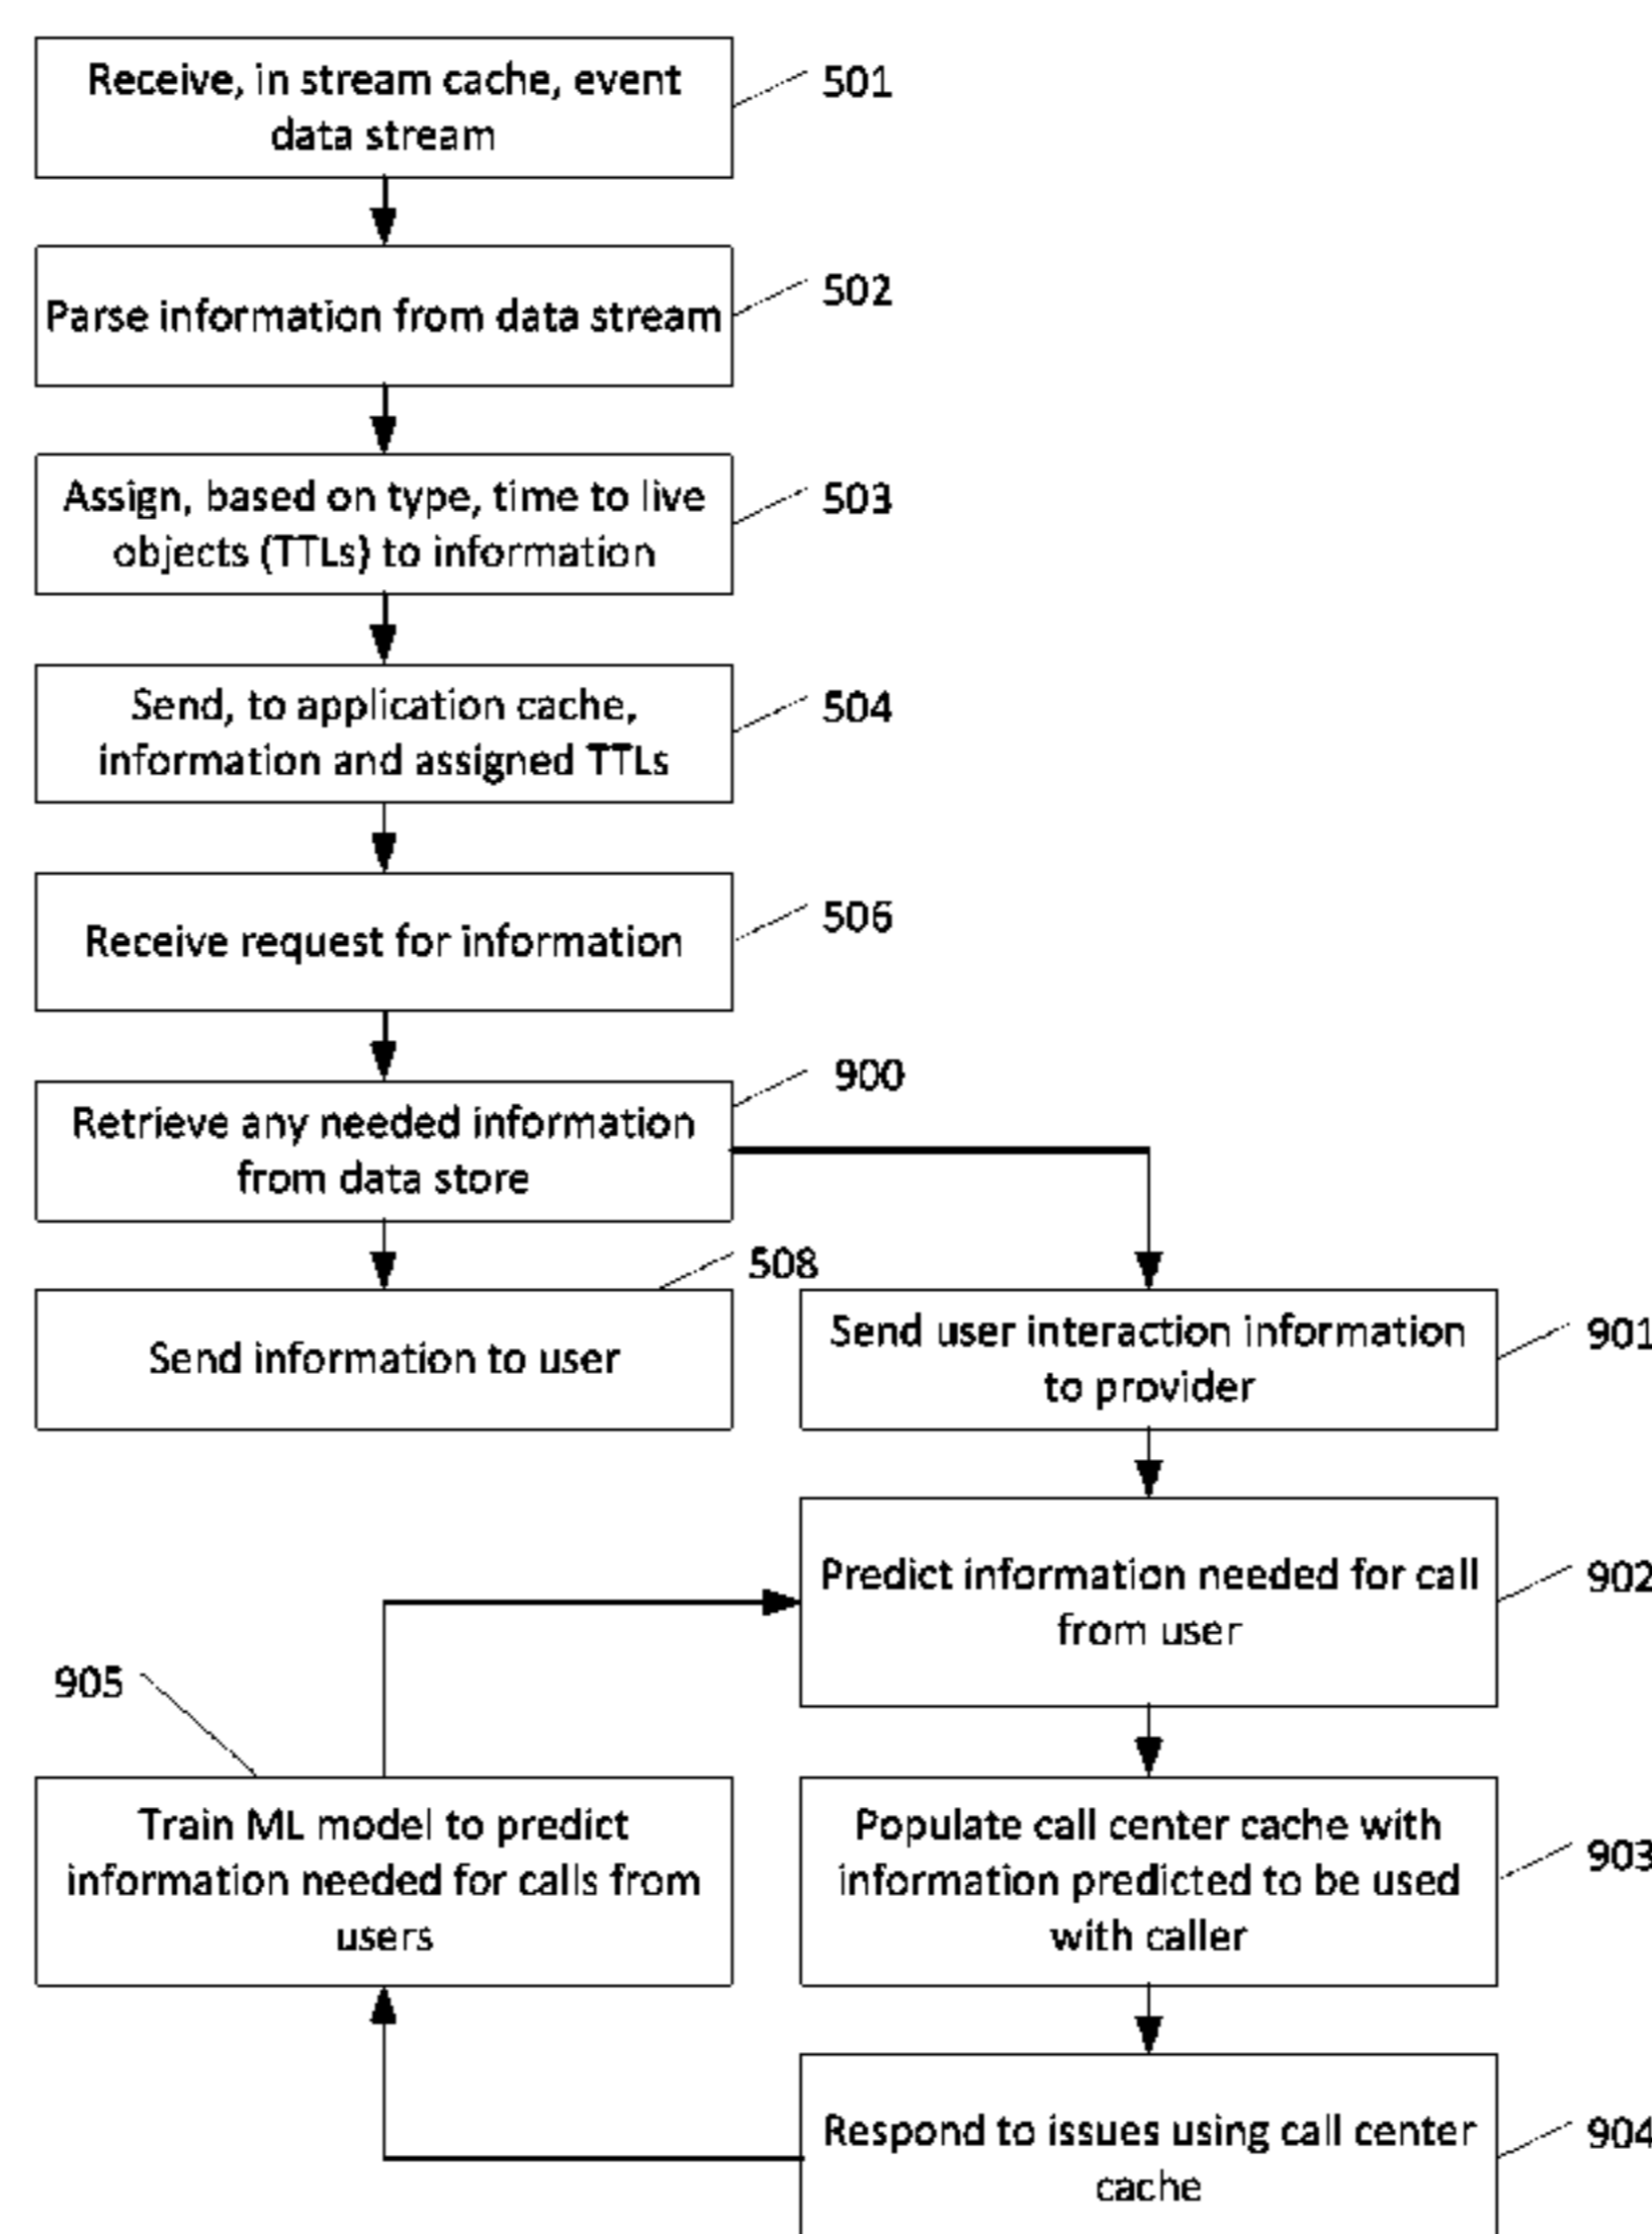 Receive, in stream cache, event
data stream
501
Parse information from data stream
502
Assign, based on type, time to live
objects (TTLs) to information
503
Send, to application cache,
information and assigned TTLs
504
Receive request for information
506
Retrieve any needed information
from data store
900
Send information to user
508
Send user interaction information
to provider
901
Predict information needed for call
from user
902
905
Train ML model to predict
information needed for calls from
users
Populate call center cache with
information predicted to be used
with caller
903
Respond to issues using call center
cache
904